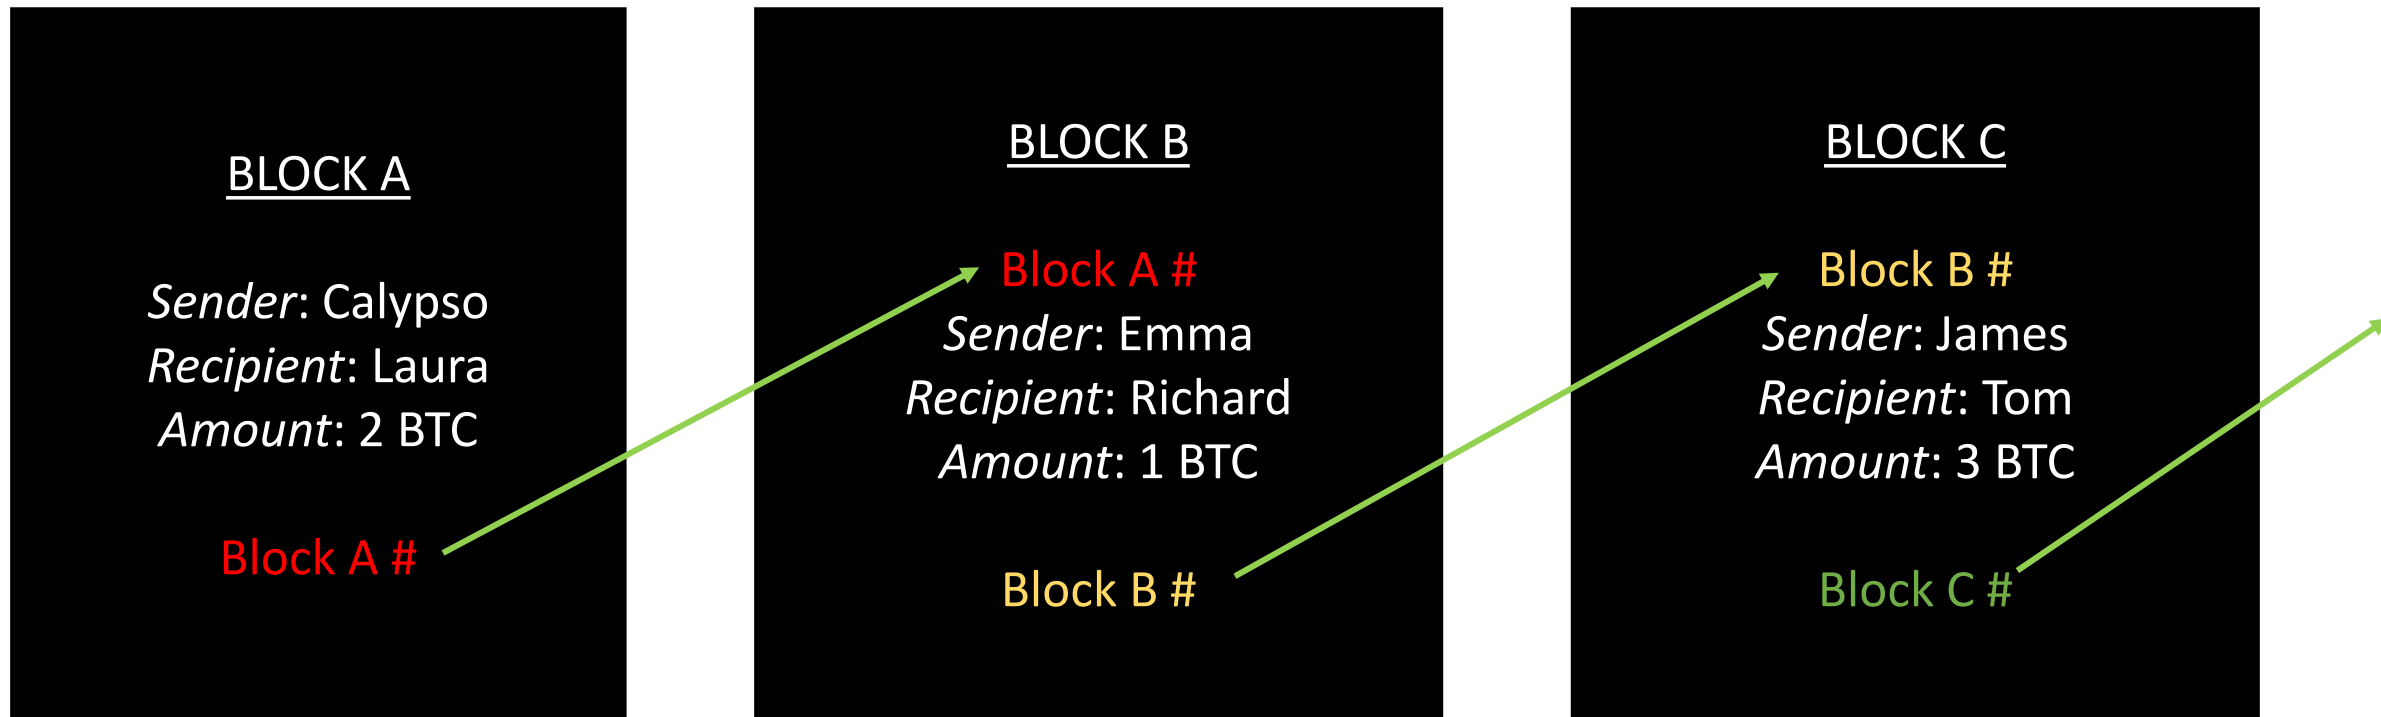 BLOCK A
Sender: Calypso
Recipient: Laura
Amount: 2 BTC
Block A #
BLOCK B
Block A #
Sender: Emma
Recipient: Richard
Amount: 1 BTC
Block B #
BLOCK C
Block B #
Sender: James
Recipient: Tom
Amount: 3 BTC
Block C #